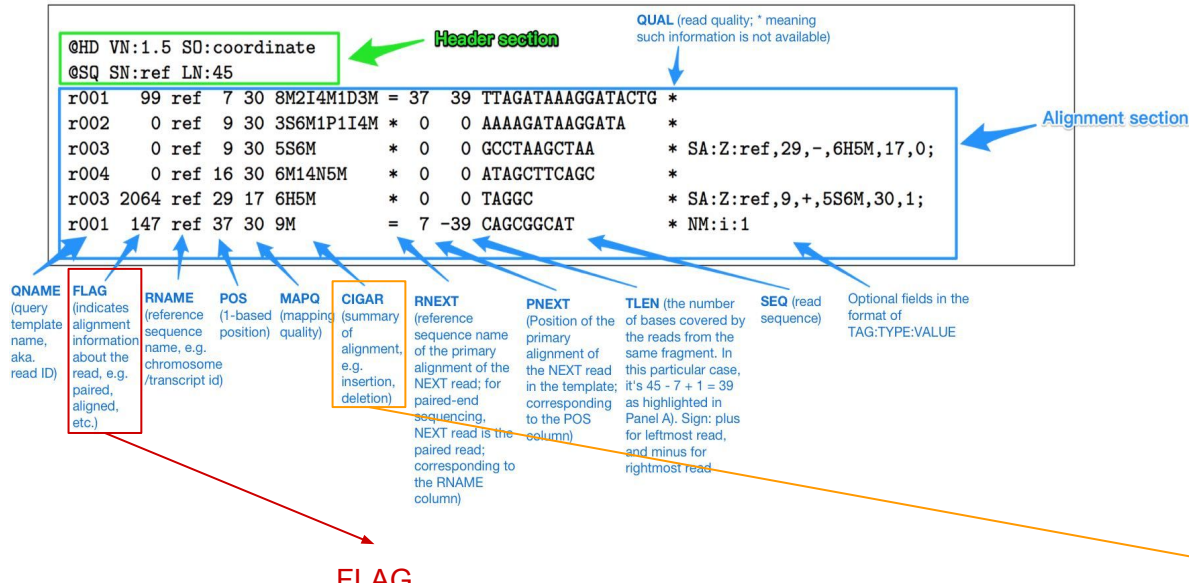 QUAL (read quality; * meaning
such information is not available)
Header section
@HD VN:1.5 SO:coordinate
@SQ SN:ref LN:45
r001 99 ref 7 30 8M2I4M1D3M = 37 39 TTAGATAAAGGATACTG *
r002 0 ref 9 30 3S6M1P1I4M * 0 0 AAAAGATAAGGATA *
r003 0 ref 9 30 5S6M * 0 0 GCCTAAGCTAA * SA:Z:ref,29,-,6H5M,17,0;
r004 0 ref 16 30 6M14N5M * 0 0 ATAGCTTCAGC *
r003 2064 ref 29 17 6H5M * 0 0 TAGGC * SA:Z:ref,9,+,5S6M,30,1;
r001 147 ref 37 30 9M = 7 -39 CAGCGGCAT * NM:i:1
Alignment section
QNAME
(query
template
name,
aka.
read ID)
FLAG
(indicates
alignment
information
about the
read, e.g.
paired,
aligned,
etc.)
RNAME
(reference
sequence
name, e.g.
chromosome
/transcript id)
POS
(1-based
position)
MAPQ
(mapping
quality)
CIGAR
(summary
of
alignment,
e.g.
insertion,
deletion)
RNEXT
(reference
sequence name
of the primary
alignment of the
NEXT read; for
paired-end
sequencing,
NEXT read is the
paired read;
corresponding to
the RNAME
column)
PNEXT
(Position of the
primary
alignment of
the NEXT read
in the template;
corresponding
to the POS
column)
TLEN (the number
of bases covered by
the reads from the
same fragment. In
this particular case,
it's 45 - 7 + 1 = 39
as highlighted in
Panel A). Sign: plus
for leftmost read,
and minus for
rightmost read
SEQ (read
sequence)
Optional fields in the
format of
TAG:TYPE:VALUE
FLAG